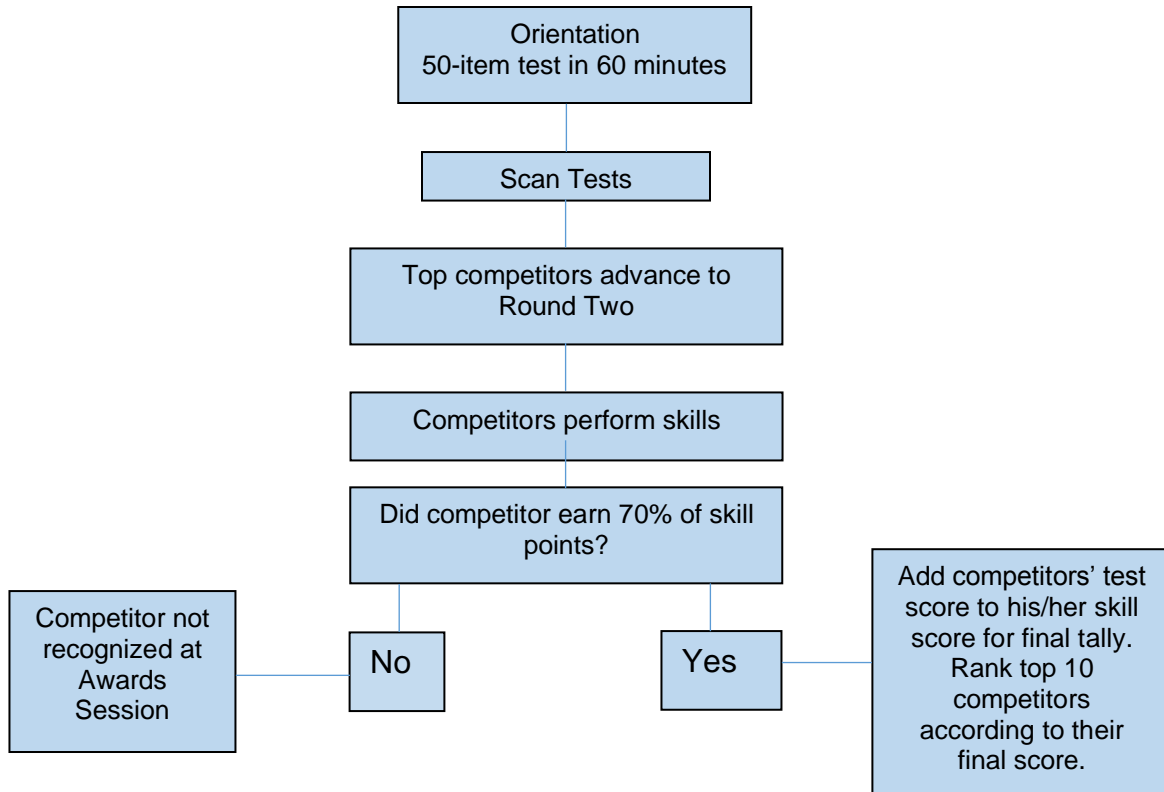 Orientation
50-item test in 60 minutes
Scan Tests
Top competitors advance to
Round Two
Competitors perform skills
Did competitor earn 70% of skill
points?
Competitor not
recognized at
Awards
Session
No
Yes
Add competitors’ test
score to his/her skill
score for final tally.
Rank top 10
competitors
according to their
final score.